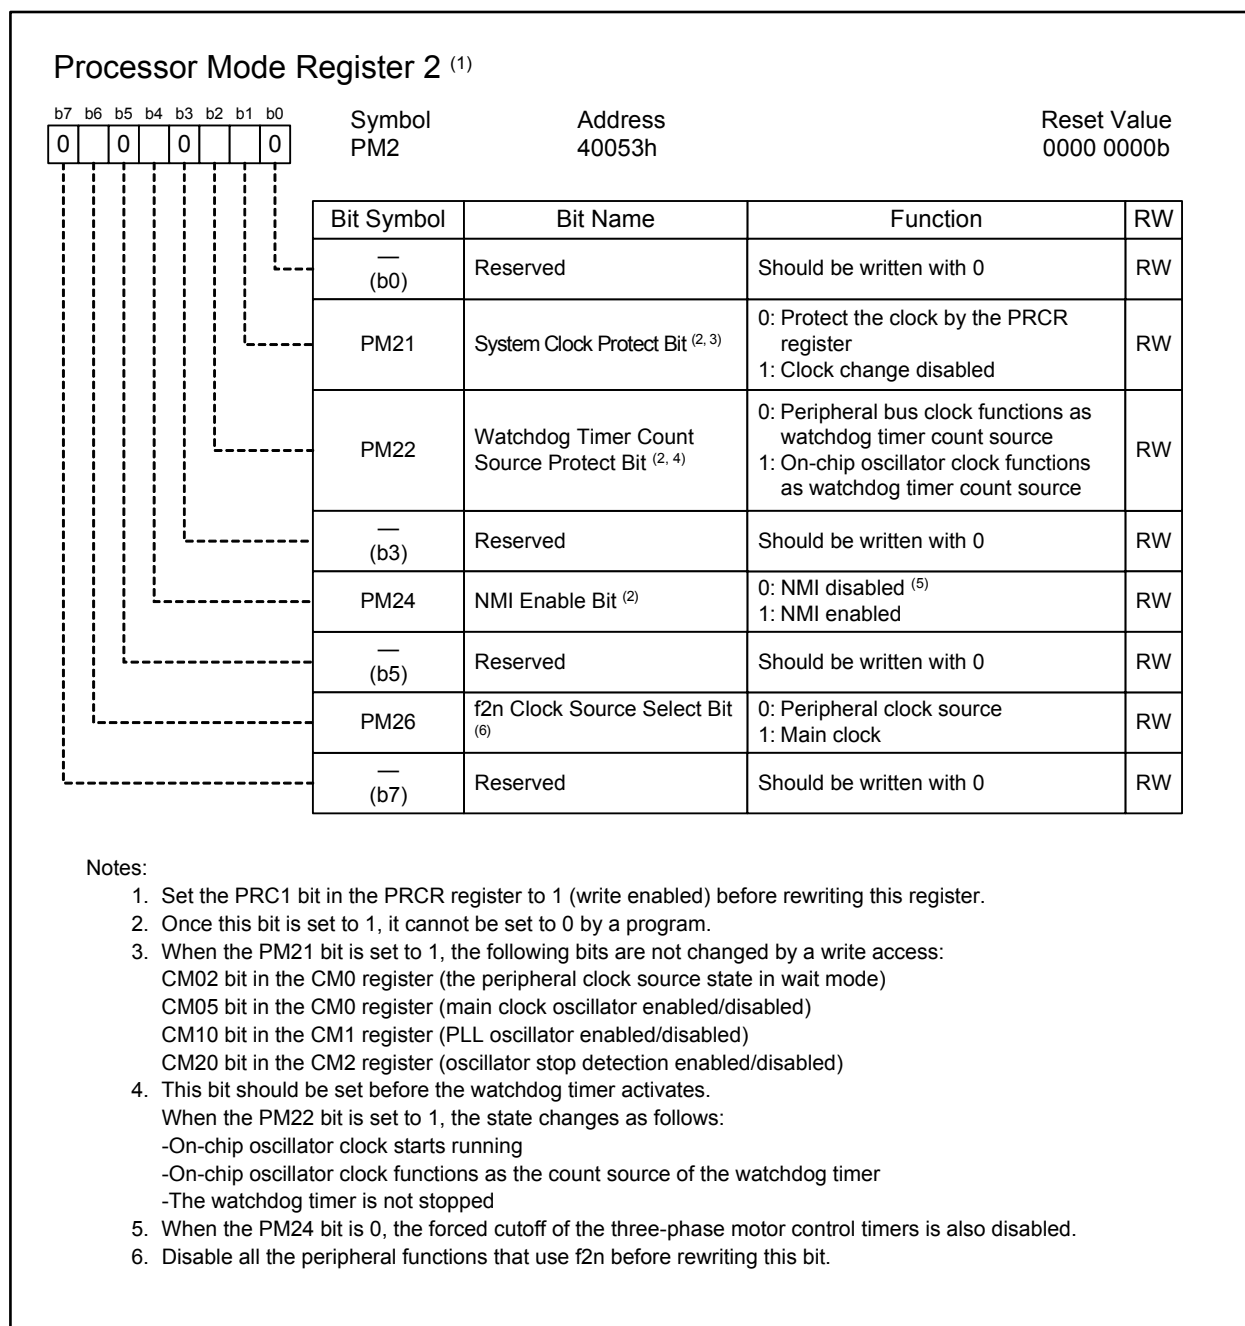 Processor Mode Register 2 (1)
b7 b6 b5 b4 b3 b2 b1 b0
0 0 0 0
Symbol Address Reset Value
PM2 40053h 0000 0000b
Bit Symbol Bit Name Function RW
—
(b0) Reserved Should be written with 0 RW
PM21 System Clock Protect Bit (2, 3) 0: Protect the clock by the PRCR
register
1: Clock change disabled RW
PM22 Watchdog Timer Count
Source Protect Bit (2, 4) 0: Peripheral bus clock functions as
watchdog timer count source
1: On-chip oscillator clock functions
as watchdog timer count source RW
—
(b3) Reserved Should be written with 0 RW
PM24 NMI Enable Bit (2) 0: NMI disabled (5)
1: NMI enabled RW
—
(b5) Reserved Should be written with 0 RW
PM26 f2n Clock Source Select Bit
(6) 0: Peripheral clock source
1: Main clock RW
—
(b7) Reserved Should be written with 0 RW
Notes:
1. Set the PRC1 bit in the PRCR register to 1 (write enabled) before rewriting this register.
2. Once this bit is set to 1, it cannot be set to 0 by a program.
3. When the PM21 bit is set to 1, the following bits are not changed by a write access:
CM02 bit in the CM0 register (the peripheral clock source state in wait mode)
CM05 bit in the CM0 register (main clock oscillator enabled/disabled)
CM10 bit in the CM1 register (PLL oscillator enabled/disabled)
CM20 bit in the CM2 register (oscillator stop detection enabled/disabled)
4. This bit should be set before the watchdog timer activates.
When the PM22 bit is set to 1, the state changes as follows:
-On-chip oscillator clock starts running
-On-chip oscillator clock functions as the count source of the watchdog timer
-The watchdog timer is not stopped
5. When the PM24 bit is 0, the forced cutoff of the three-phase motor control timers is also disabled.
6. Disable all the peripheral functions that use f2n before rewriting this bit.